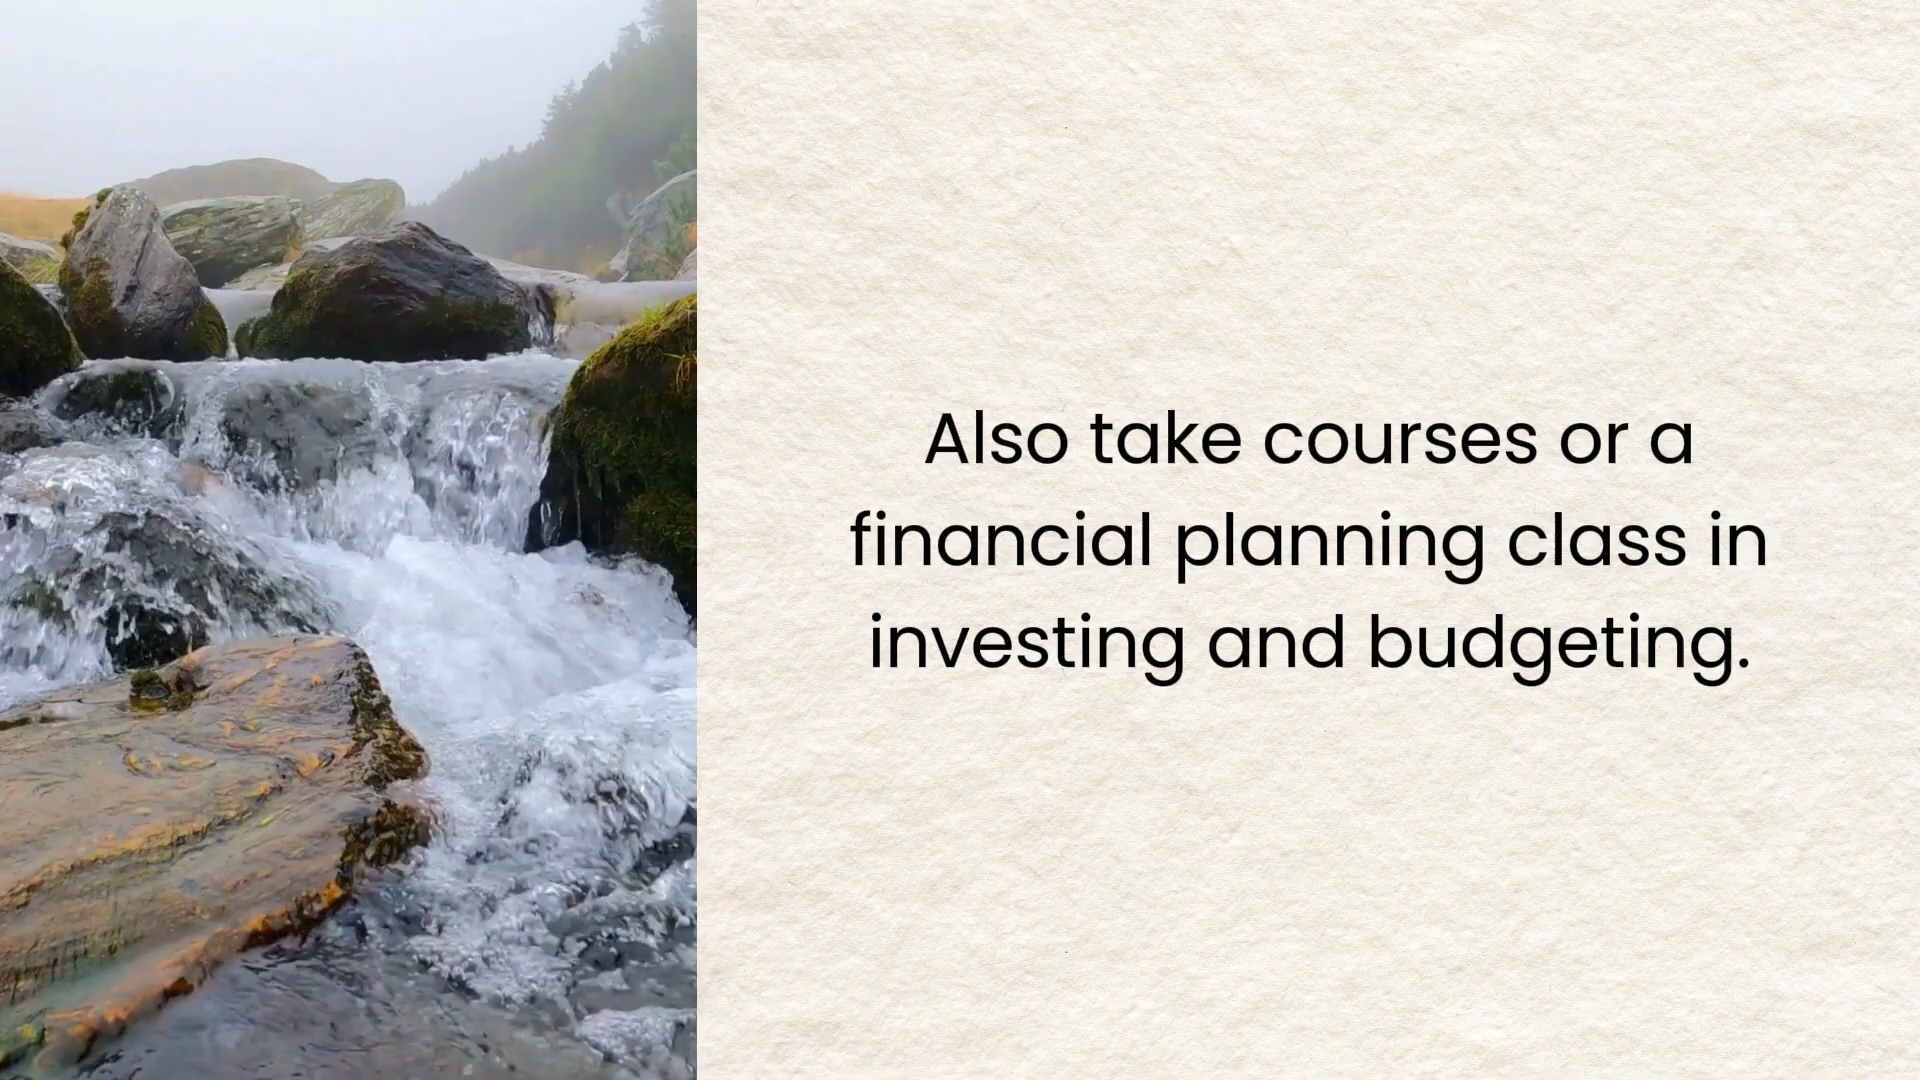 Also take courses or a
financial planning class in
investing and budgeting.